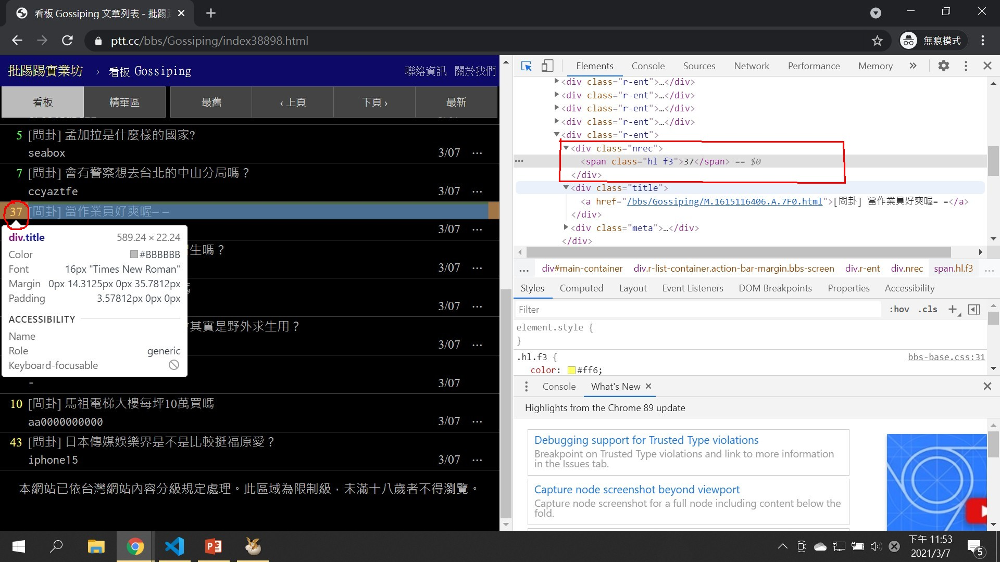 看板 Gossiping 文章列表 - 批踢
ptt.cc/bbs/Gossiping/index38898.html
無痕模式
批踢踢實業坊 › 看板 Gossiping
聯絡資訊 關於我們
看板 精華區 最舊 ‹ 上頁 下頁 › 最新
5 [問卦] 孟加拉是什麼樣的國家?
seabox 3/07 ...
7 [問卦] 會有警察想去台北的中山分局嗎？
ccyaztfe 3/07 ...
37 [問卦] 當作業員好爽喔= =
3/07 ...
div.title 589.24 × 22.24
Color #BBBBBB
Font 16px "Times New Roman"
Margin 0px 14.3125px 0px 35.7812px
Padding 3.57812px 0px 0px
ACCESSIBILITY
Name
Role generic
Keyboard-focusable
生嗎？
3/07 ...
3/07 ...
其實是野外求生用？
3/07 ...
- 3/07
10 [問卦] 馬祖電梯大樓每坪10萬買嗎
aa0000000000 3/07 ...
43 [問卦] 日本傳媒娛樂界是不是比較挺福原愛？
iphone15 3/07 ...
本網站已依台灣網站內容分級規定處理。此區域為限制級，未滿十八歲者不得瀏覽。
Elements Console Sources Network Performance Memory »
<div class="r-ent">…</div>
<div class="r-ent">…</div>
<div class="r-ent">…</div>
<div class="r-ent">…</div>
<div class="r-ent">
<div class="nrec">
... <span class="hl f3">37</span> == $0
</div>
<div class="title">
<a href="/bbs/Gossiping/M.1615116406.A.7F0.html">[問卦] 當作業員好爽喔= =</a>
</div>
<div class="meta">…</div>
</div>
... div#main-container div.r-list-container.action-bar-margin.bbs-screen div.r-ent div.nrec span.hl.f3 ...
Styles Computed Layout Event Listeners DOM Breakpoints Properties Accessibility
Filter :hov .cls +
element.style {
}
.hl.f3 { bbs-base.css:31
color: #ff6;
Console What's New ×
Highlights from the Chrome 89 update
Debugging support for Trusted Type violations
Breakpoint on Trusted Type violations and link to more information
in the Issues tab.
Capture node screenshot beyond viewport
Capture node screenshot for a full node including content below the
fold.
下午 11:53
2021/3/7
5